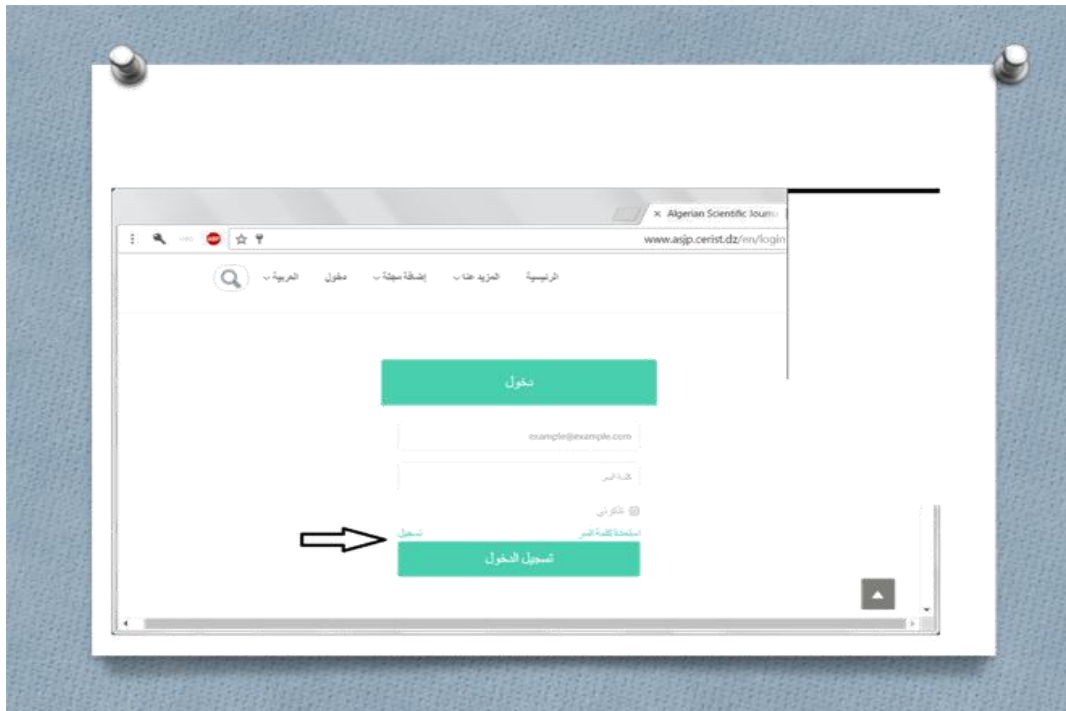 Algerian Scientific Journ
www.asjp.cerist.dz/en/login
ABP
الرئيسية المزيد عنا إضافة مجلة دخول العربية
دخول
example@example.com
كلمة السر
استعادة كلمة السر تسجيل
تسجيل الدخول